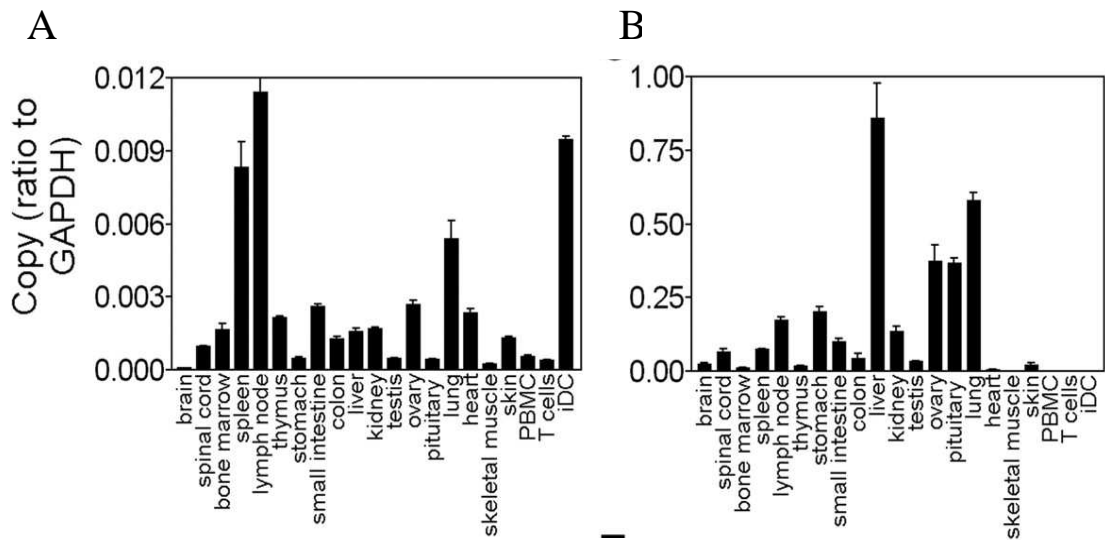 A
B
Copy (ratio to
GAPDH)
0.012
0.009
0.006
0.003
0.000
brain
spinal cord
bone marrow
spleen
lymph node
thymus
stomach
small intestine
colon
liver
kidney
testis
ovary
pituitary
lung
heart
skeletal muscle
skin
PBMC
T cells
iDC
1.00
0.75
0.50
0.25
0.00
brain
spinal cord
bone marrow
spleen
lymph node
thymus
stomach
small intestine
colon
liver
kidney
testis
ovary
pituitary
lung
heart
skeletal muscle
skin
PBMC
T cells
iDC